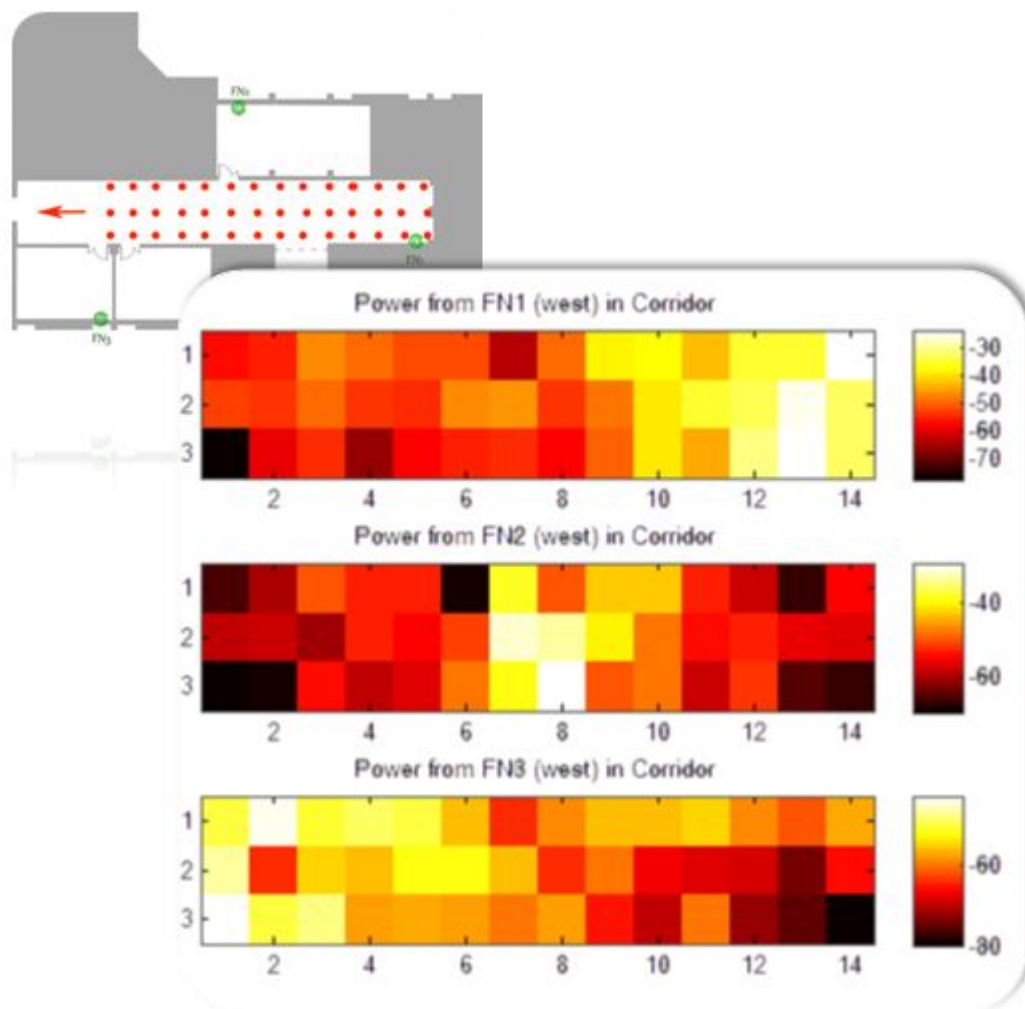 FN2
FN1
FN3
Power from FN1 (west) in Corridor
1
2
3
2 4 6 8 10 12 14
-30
-40
-50
-60
-70
Power from FN2 (west) in Corridor
1
2
3
2 4 6 8 10 12 14
-40
-60
Power from FN3 (west) in Corridor
1
2
3
2 4 6 8 10 12 14
-60
-80